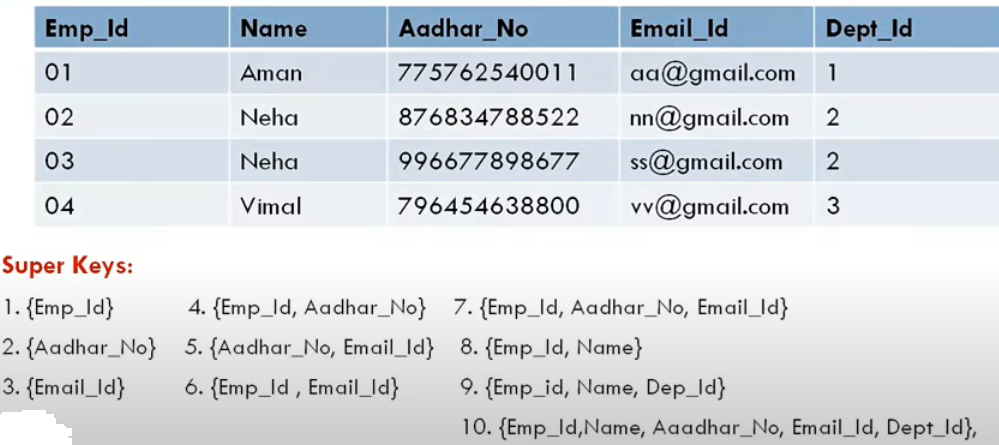 Emp_Id Name Aadhar_No Email_Id Dept_Id
01 Aman 775762540011 aa@gmail.com 1
02 Neha 876834788522 nn@gmail.com 2
03 Neha 996677898677 ss@gmail.com 2
04 Vimal 796454638800 vv@gmail.com 3
Super Keys:
1. {Emp_Id} 4. {Emp_Id, Aadhar_No} 7. {Emp_Id, Aadhar_No, Email_Id}
2. {Aadhar_No} 5. {Aadhar_No, Email_Id} 8. {Emp_Id, Name}
3. {Email_Id} 6. {Emp_Id , Email_Id} 9. {Emp_id, Name, Dep_Id}
10. {Emp_Id,Name, Aaadhar_No, Email_Id, Dept_Id},